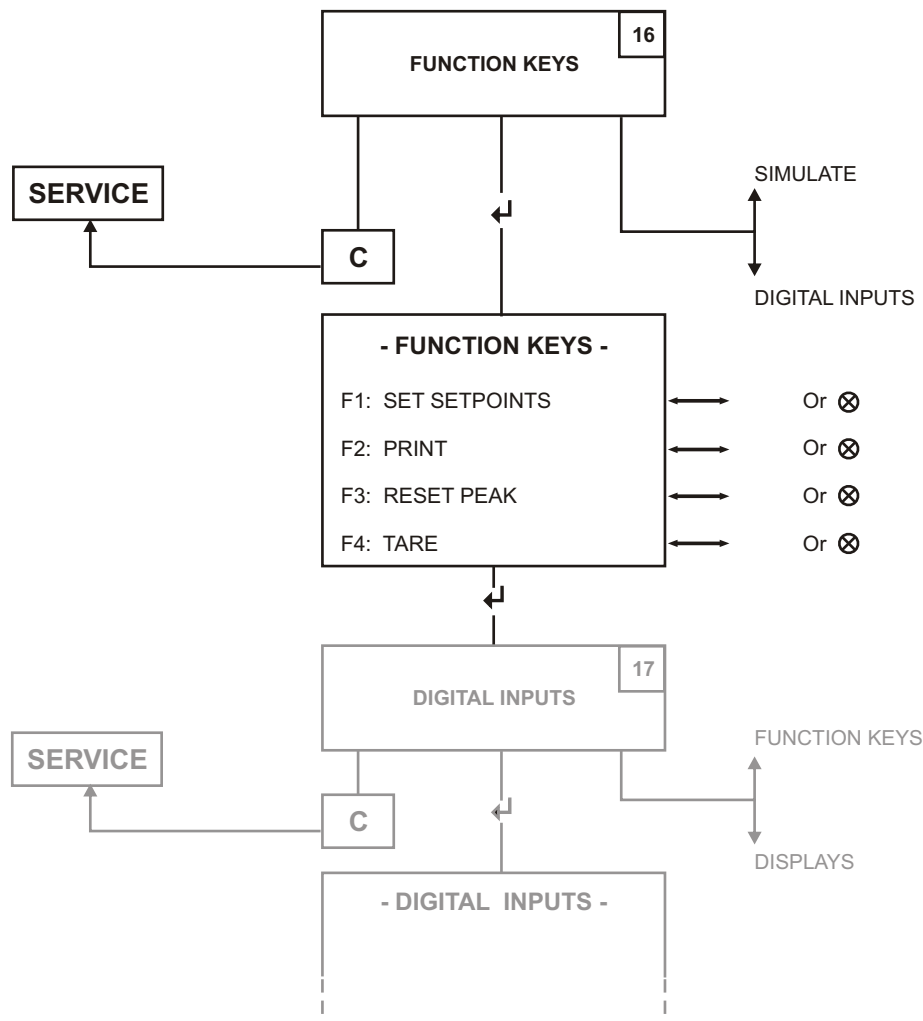 16
FUNCTION KEYS
SERVICE
SIMULATE
C
DIGITAL INPUTS
- FUNCTION KEYS -
F1: SET SETPOINTS
Or
F2: PRINT
Or
F3: RESET PEAK
Or
F4: TARE
Or
17
DIGITAL INPUTS
SERVICE
FUNCTION KEYS
C
DISPLAYS
- DIGITAL INPUTS -